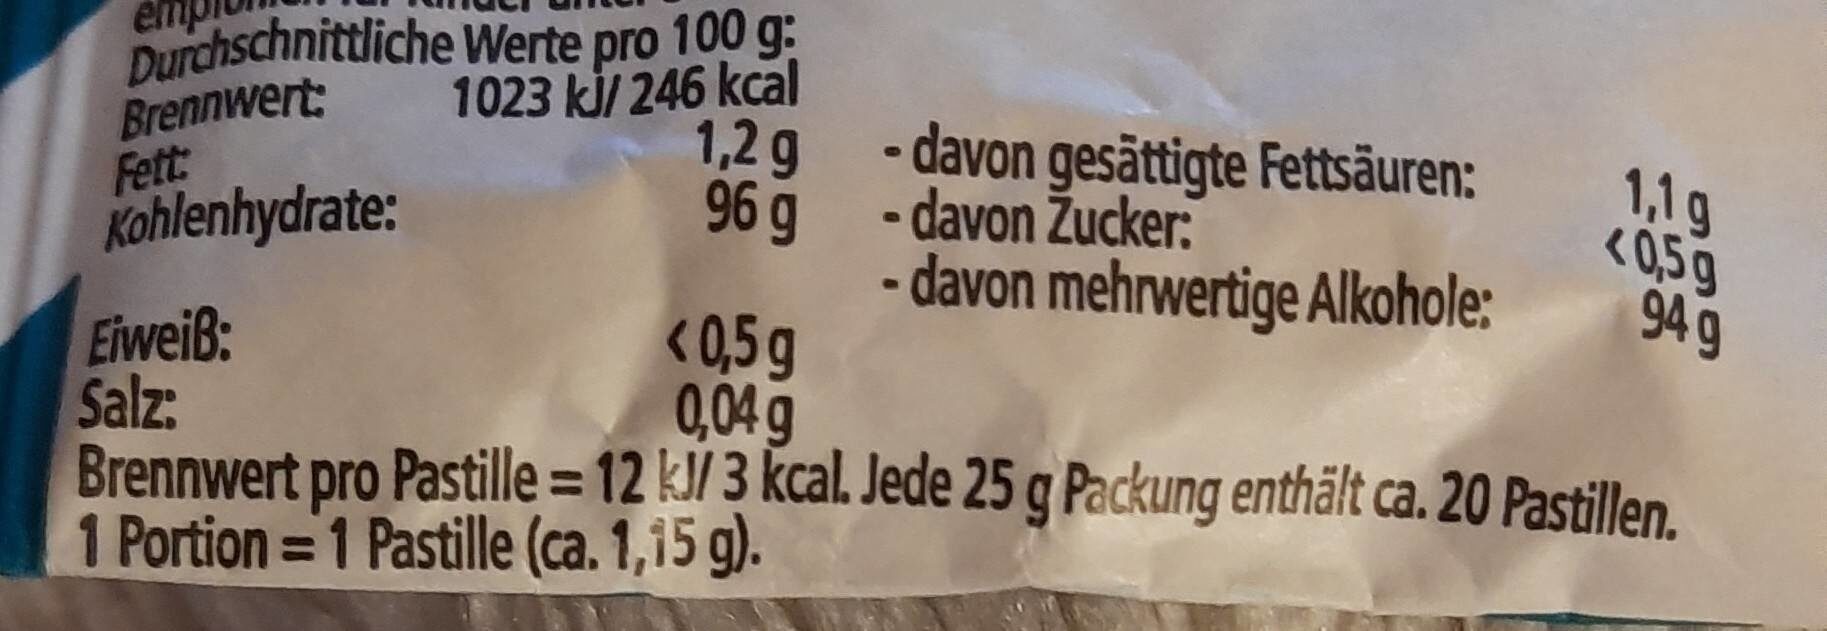 Durchschnittliche Werte pro 100 g:
Brennwert: 1023 kJ/ 246 kcal
Fett: 1,2 g - davon gesättigte Fettsäuren: 1,1 g
Kohlenhydrate: 96 g - davon Zucker: < 0,5 g
- davon mehrwertige Alkohole: 94 g
Eiweiß: < 0,5 g
Salz: 0,04 g
Brennwert pro Pastille = 12 kJ/ 3 kcal. Jede 25 g Packung enthält ca. 20 Pastillen.
1 Portion = 1 Pastille (ca. 1,15 g).